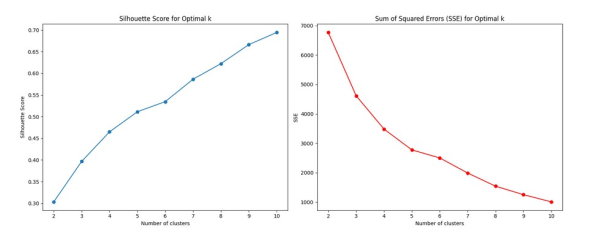 Silhouette Score for Optimal k
0.70
0.65
0.60
0.55
0.50
0.45
0.40
0.35
0.30
Silhouette Score
2 3 4 5 6 7 8 9 10
Number of clusters
Sum of Squared Errors (SSE) for Optimal k
7000
6000
5000
4000
3000
2000
1000
SSE
2 3 4 5 6 7 8 9 10
Number of clusters